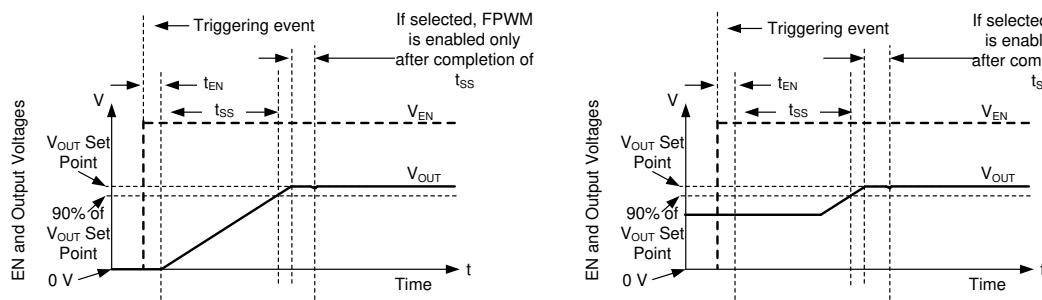 Triggering event
If selected, FPWM
is enabled only
after completion of
tSS
tEN
V
tSS
VEN
VOUT Set
Point
VOUT
90% of
VOUT Set
Point
0 V
t
Time
EN and Output Voltages
Triggering event
If selected
is enabl
after com
tS
tEN
V
tSS
VEN
VOUT Set
Point
VOUT
90% of
VOUT Set
Point
0 V
t
Time
EN and Output Voltages